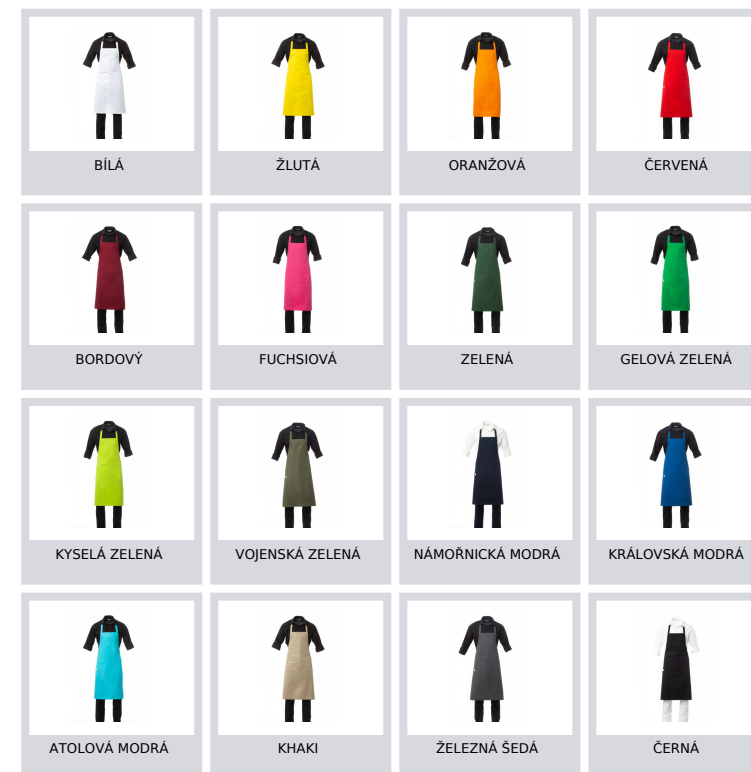 BÍLÁ
ŽLUTÁ
ORANŽOVÁ
ČERVENÁ
BORDOVÝ
FUCHSIOVÁ
ZELENÁ
GELOVÁ ZELENÁ
KYSELÁ ZELENÁ
VOJENSKÁ ZELENÁ
NÁMOŘNICKÁ MODRÁ
KRÁLOVSKÁ MODRÁ
ATOLOVÁ MODRÁ
KHAKI
ŽELEZNÁ ŠEDÁ
ČERNÁ